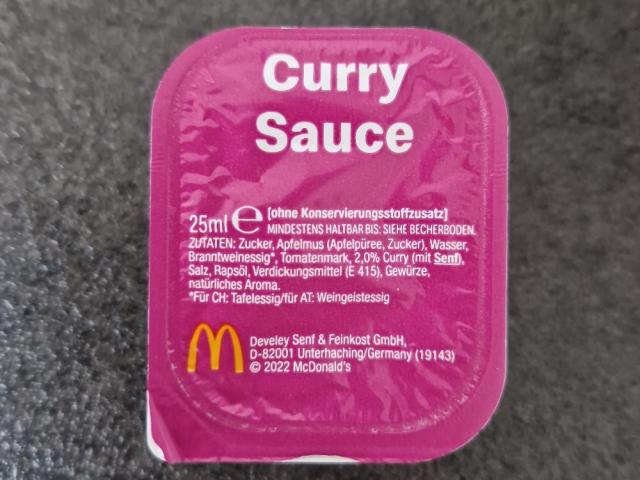 Curry
Sauce
25ml ℮ [ohne Konservierungsstoffzusatz]
MINDESTENS HALTBAR BIS: SIEHE BECHERBODEN.
ZUTATEN: Zucker, Apfelmus (Apfelpüree, Zucker), Wasser,
Branntweinessig*, Tomatenmark, 2,0% Curry (mit Senf),
Salz, Rapsöl, Verdickungsmittel (E 415), Gewürze,
natürliches Aroma.
*Für CH: Tafelessig/für AT: Weingeistessig
M
Develey Senf & Feinkost GmbH,
D-82001 Unterhaching/Germany (19143)
© 2022 McDonald's